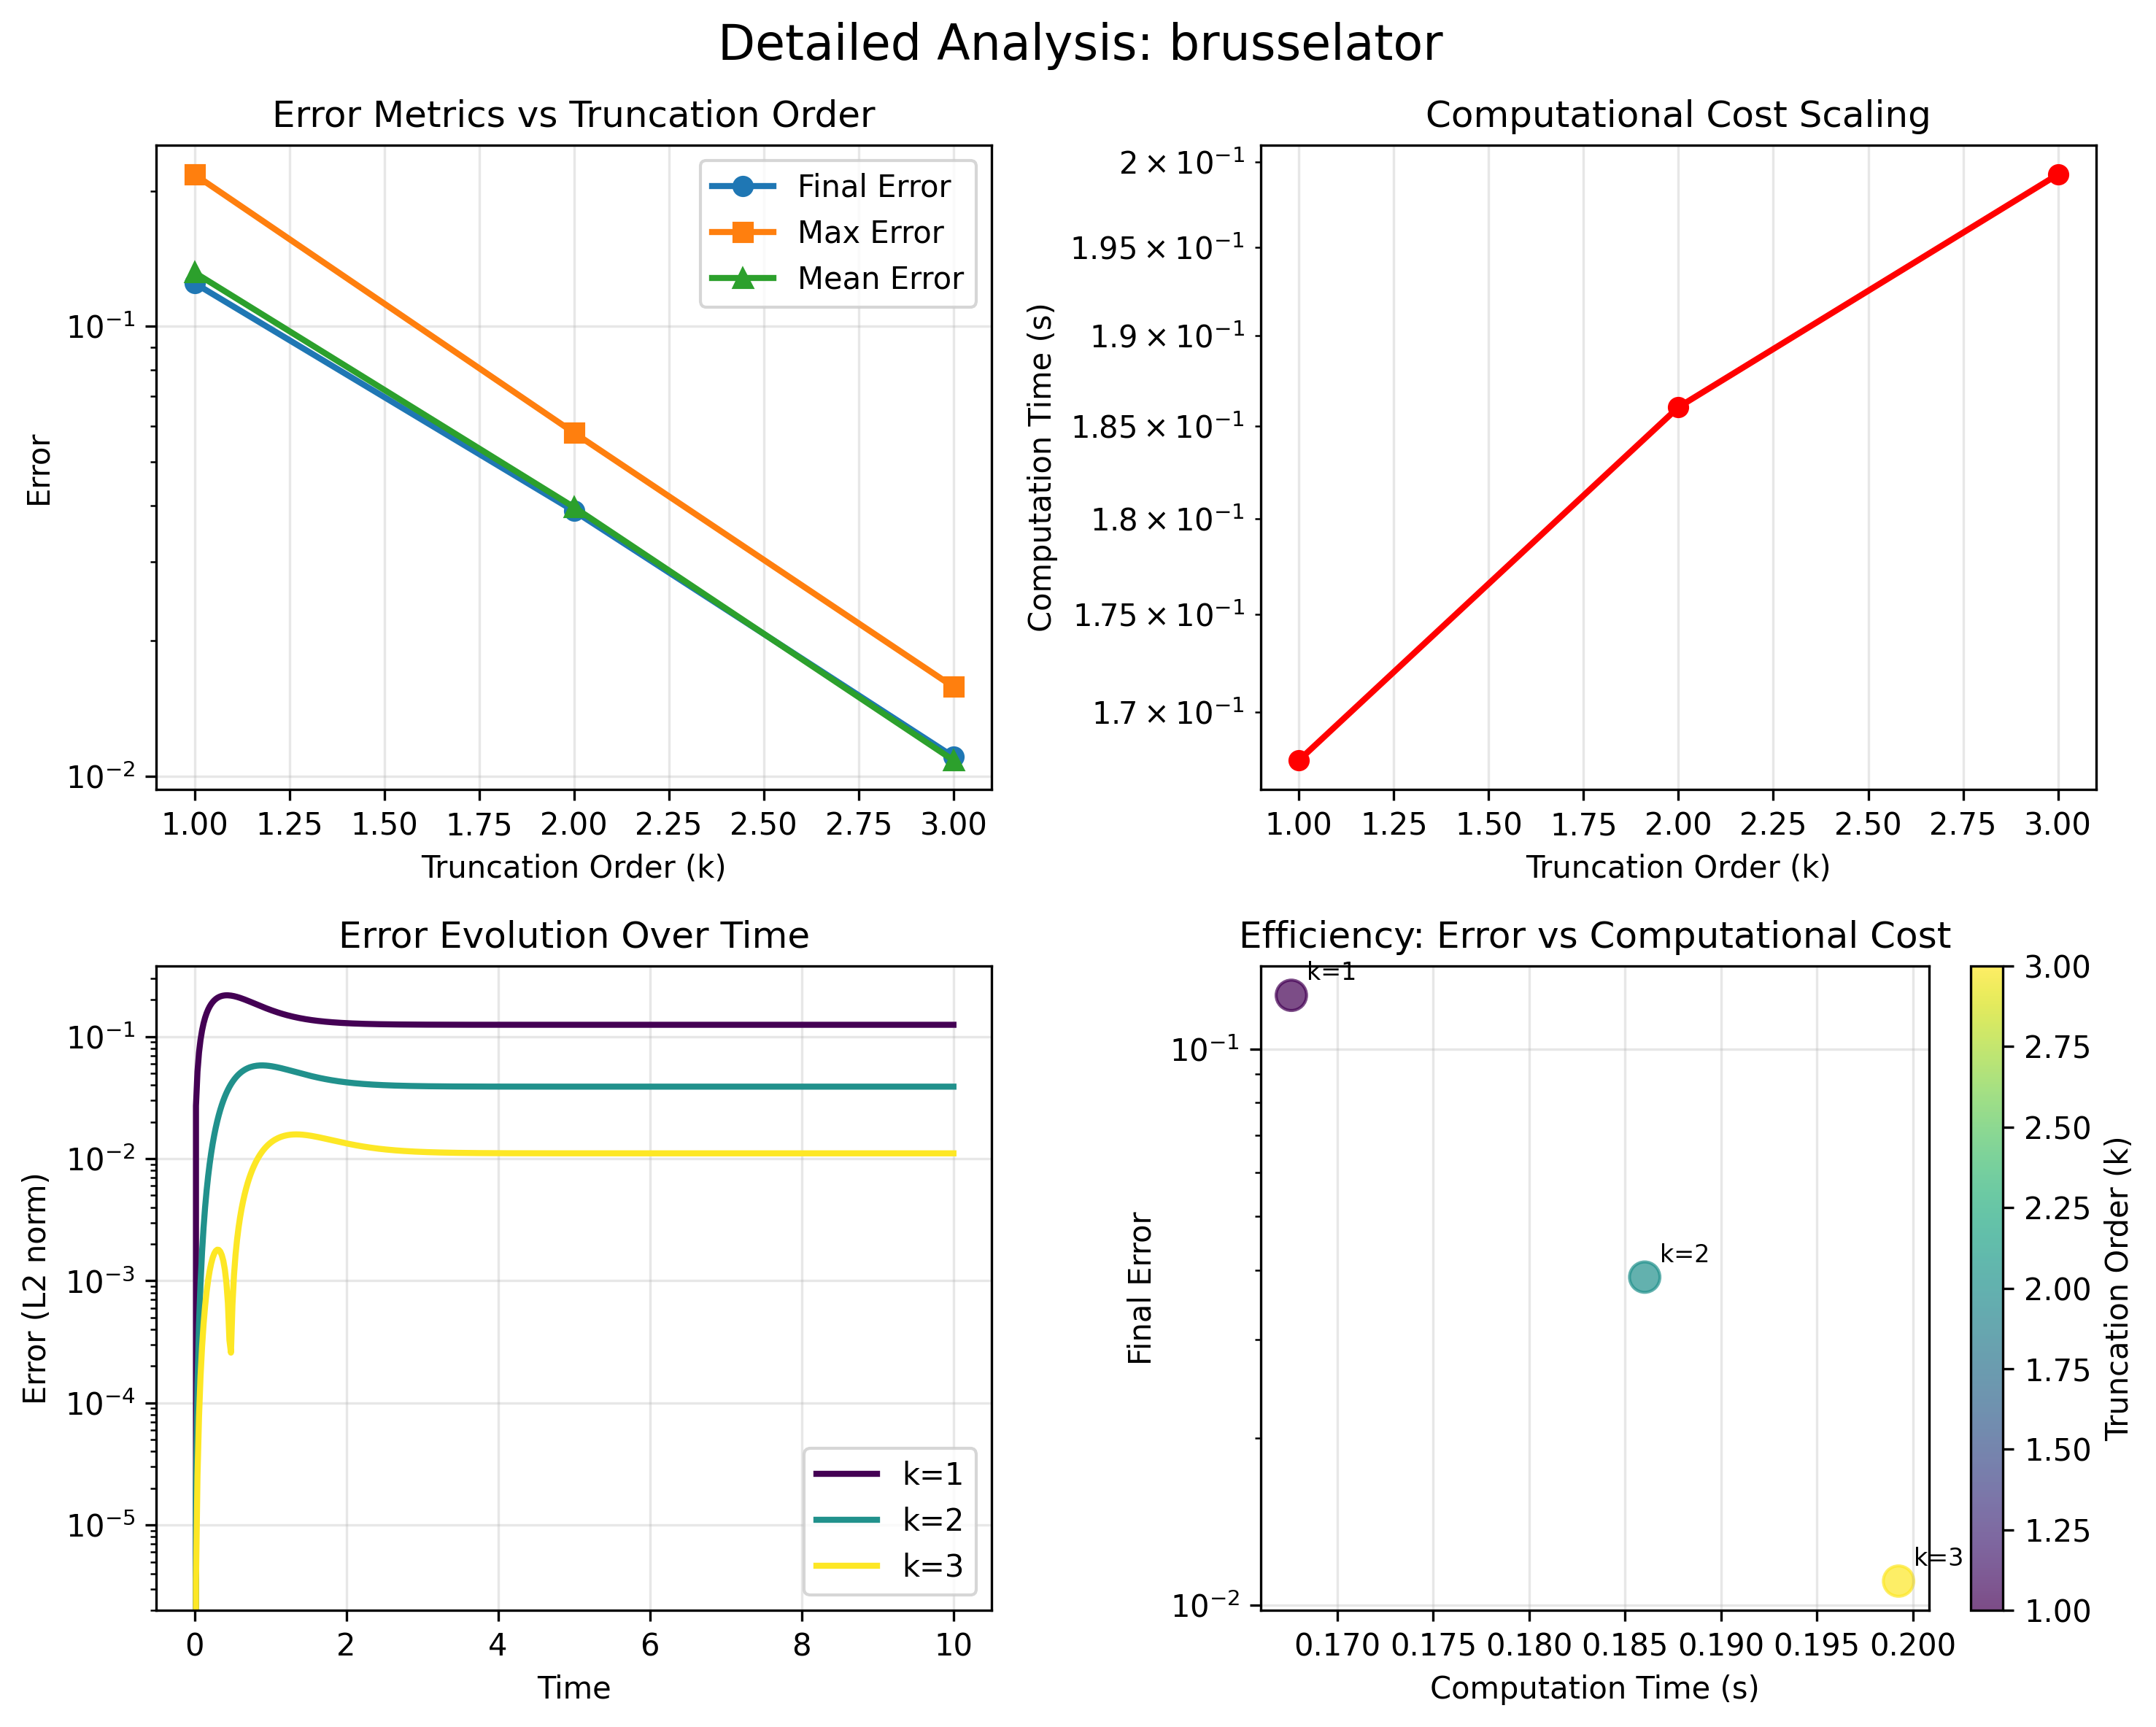 Detailed Analysis: brusselator
Error Metrics vs Truncation Order
Error
10⁻¹
10⁻²
Final Error
Max Error
Mean Error
1.00 1.25 1.50 1.75 2.00 2.25 2.50 2.75 3.00
Truncation Order (k)
Computational Cost Scaling
Computation Time (s)
2 × 10⁻¹
1.95 × 10⁻¹
1.9 × 10⁻¹
1.85 × 10⁻¹
1.8 × 10⁻¹
1.75 × 10⁻¹
1.7 × 10⁻¹
1.00 1.25 1.50 1.75 2.00 2.25 2.50 2.75 3.00
Truncation Order (k)
Error Evolution Over Time
Error (L2 norm)
10⁻¹
10⁻²
10⁻³
10⁻⁴
10⁻⁵
k=1
k=2
k=3
0 2 4 6 8 10
Time
Efficiency: Error vs Computational Cost
Final Error
10⁻¹
10⁻²
k=1
k=2
k=3
0.170 0.175 0.180 0.185 0.190 0.195 0.200
Computation Time (s)
3.00
2.75
2.50
2.25
2.00
1.75
1.50
1.25
1.00
Truncation Order (k)